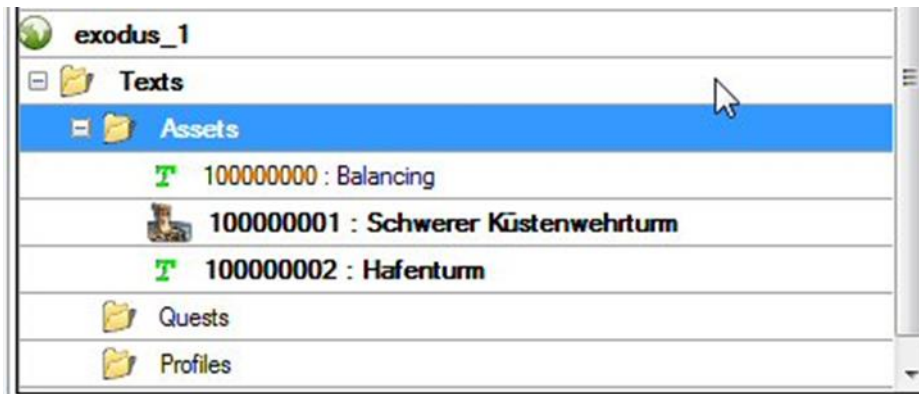 exodus_1
Texts
Assets
T 100000000 : Balancing
100000001 : Schwerer Küstenwehrturm
T 100000002 : Hafenturm
Quests
Profiles